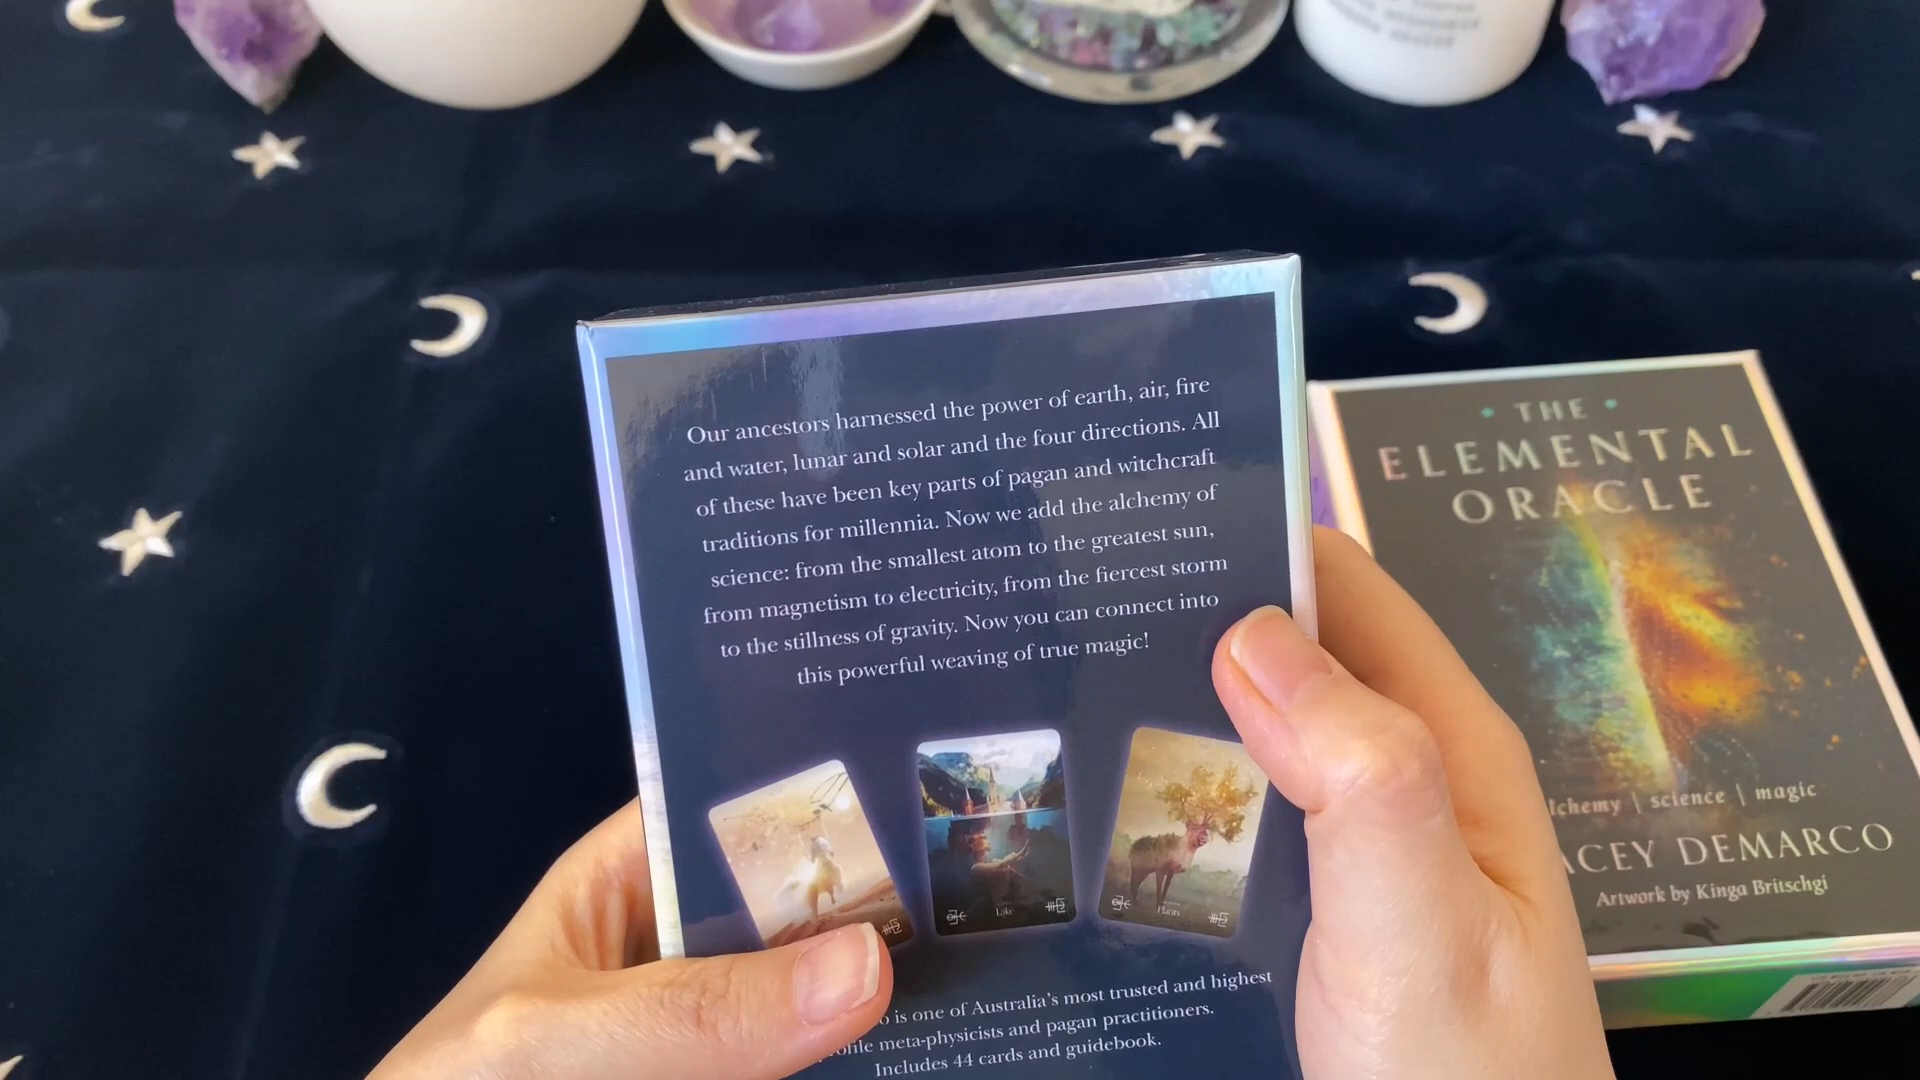 Our ancestors harnessed the power of earth, air, fire
and water, lunar and solar and the four directions. All
of these have been key parts of pagan and witchcraft
traditions for millennia. Now we add the alchemy of
science: from the smallest atom to the greatest sun,
from magnetism to electricity, from the fiercest storm
to the stillness of gravity. Now you can connect into
this powerful weaving of true magic!
Lake
Plants
o is one of Australia's most trusted and highest
ofile meta-physicists and pagan practitioners.
Includes 44 cards and guidebook.
THE
ELEMENTAL
ORACLE
lchemy | science | magic
ACEY DEMARCO
Artwork by Kinga Britschgi